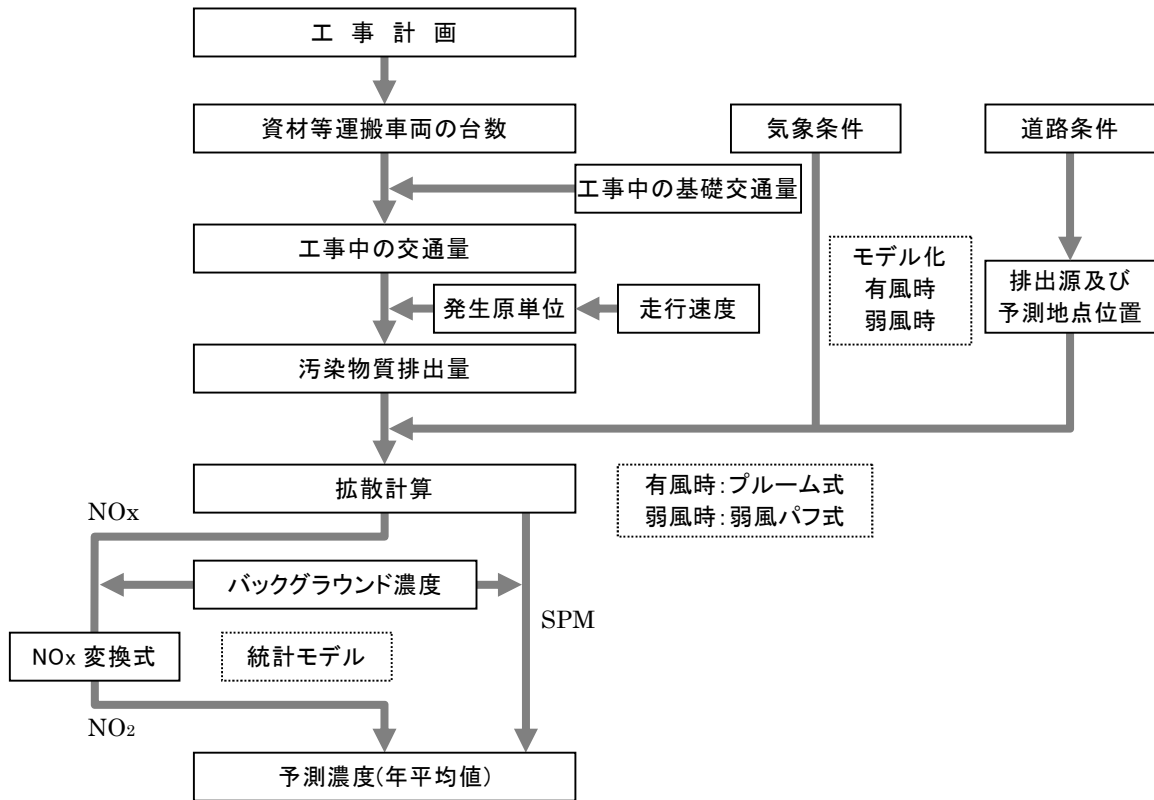 工 事 計 画
資材等運搬車両の台数
気象条件
道路条件
工事中の基礎交通量
工事中の交通量
モデル化
有風時
弱風時
排出源及び
予測地点位置
発生原単位
走行速度
汚染物質排出量
拡散計算
有風時：プルーム式
弱風時：弱風パフ式
NOx
バックグラウンド濃度
SPM
NOx 変換式
統計モデル
NO2
予測濃度(年平均値)